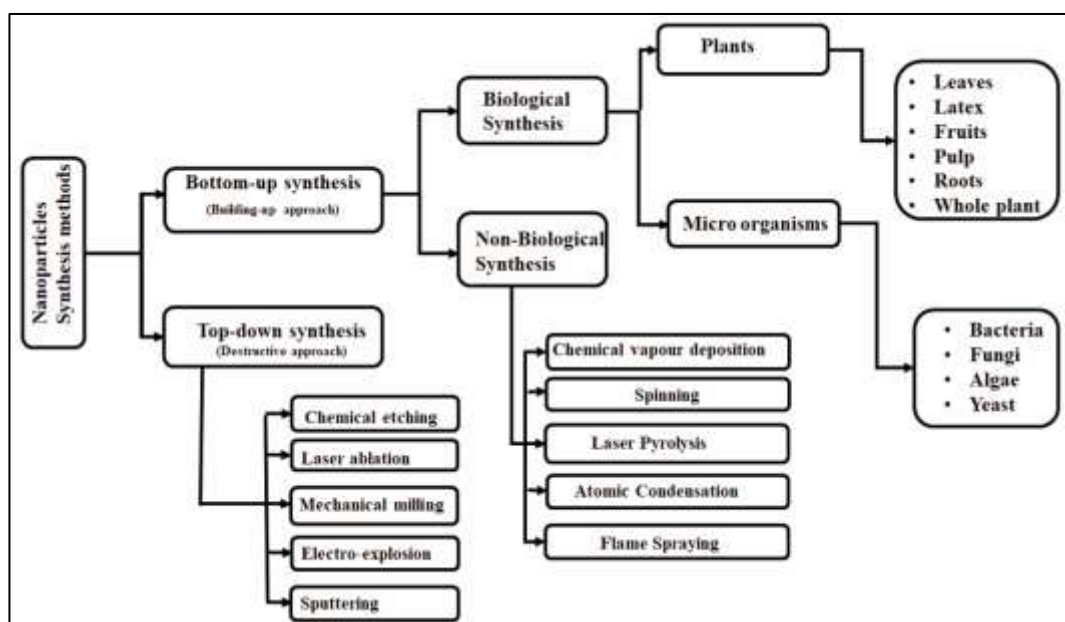 Nanoparticles
Synthesis methods
Bottom-up synthesis
(Building-up approach)
Top-down synthesis
(Destructive approach)
Biological
Synthesis
Non-Biological
Synthesis
Plants
Micro organisms
• Leaves
• Latex
• Fruits
• Pulp
• Roots
• Whole plant
• Bacteria
• Fungi
• Algae
• Yeast
Chemical etching
Laser ablation
Mechanical milling
Electro-explosion
Sputtering
Chemical vapour deposition
Spinning
Laser Pyrolysis
Atomic Condensation
Flame Spraying